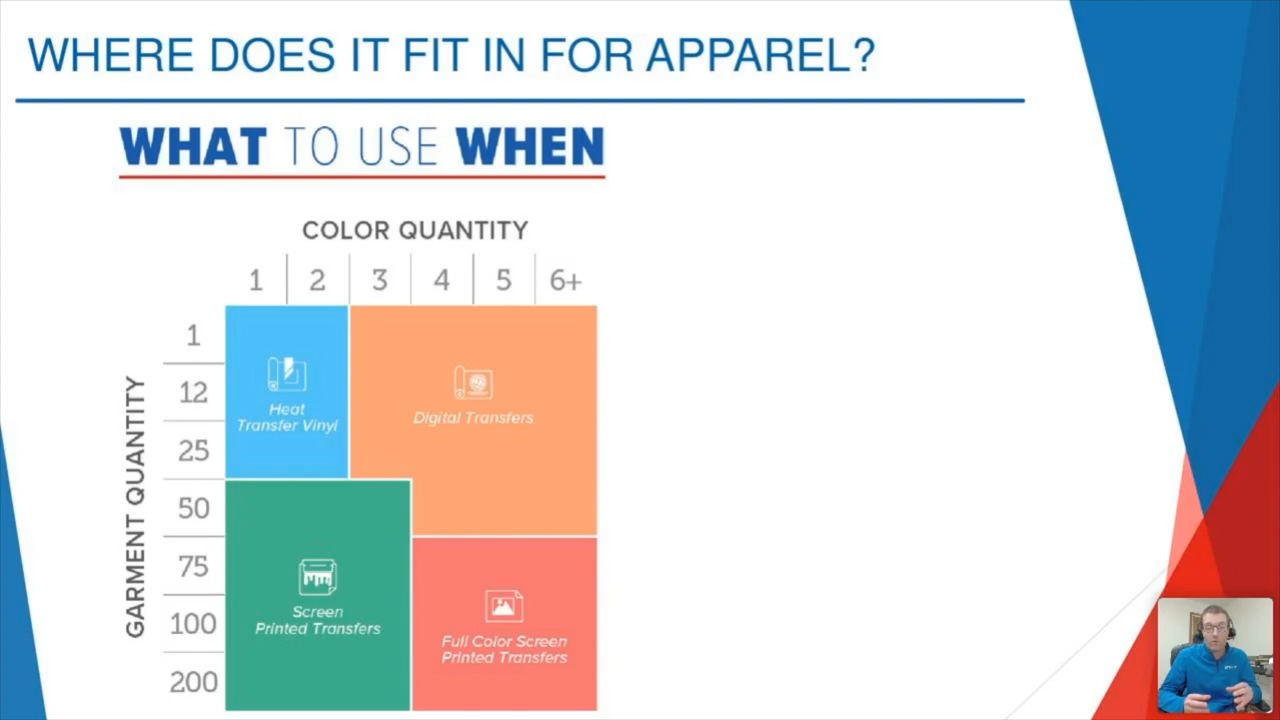 WHERE DOES IT FIT IN FOR APPAREL?
WHAT TO USE WHEN
COLOR QUANTITY
1 2 3 4 5 6+
GARMENT QUANTITY
1
12
25
50
75
100
200
Heat
Transfer Vinyl
Digital Transfers
Screen
Printed Transfers
Full Color Screen
Printed Transfers